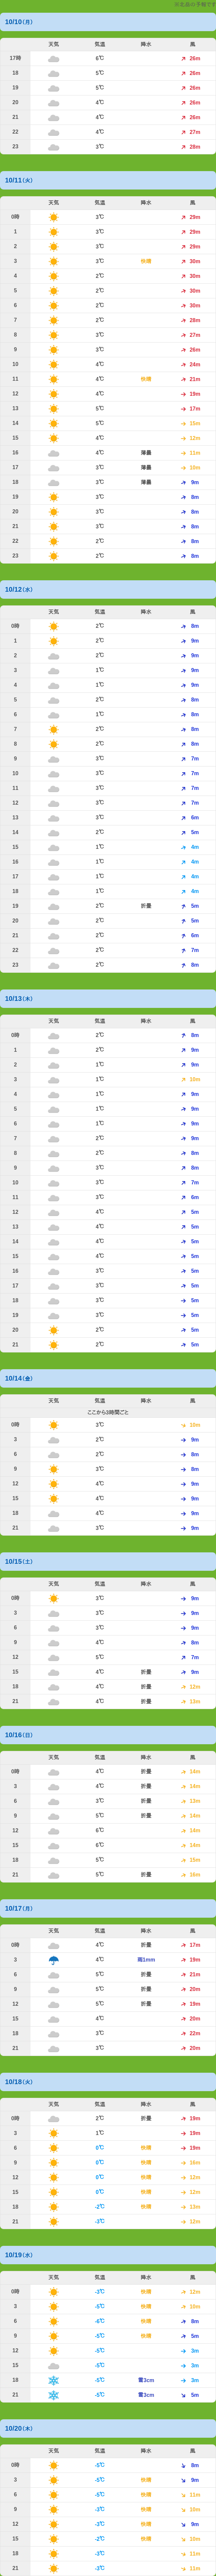 ※北岳の予報です
10/10(月)
天気 気温 降水 風
17時 6℃ 26m
18 5℃ 26m
19 5℃ 26m
20 4℃ 26m
21 4℃ 26m
22 4℃ 27m
23 3℃ 28m
10/11(火)
天気 気温 降水 風
0時 3℃ 29m
1 3℃ 29m
2 3℃ 29m
3 3℃ 快晴 30m
4 2℃ 30m
5 2℃ 30m
6 2℃ 30m
7 2℃ 28m
8 3℃ 27m
9 3℃ 26m
10 4℃ 24m
11 4℃ 快晴 21m
12 4℃ 19m
13 5℃ 17m
14 5℃ 15m
15 4℃ 12m
16 4℃ 薄曇 11m
17 3℃ 薄曇 10m
18 3℃ 薄曇 9m
19 3℃ 8m
20 3℃ 8m
21 3℃ 8m
22 2℃ 8m
23 2℃ 8m
10/12(水)
天気 気温 降水 風
0時 2℃ 8m
1 2℃ 9m
2 2℃ 9m
3 1℃ 9m
4 1℃ 9m
5 2℃ 8m
6 1℃ 8m
7 2℃ 8m
8 2℃ 8m
9 3℃ 7m
10 3℃ 7m
11 3℃ 7m
12 3℃ 7m
13 3℃ 6m
14 2℃ 5m
15 1℃ 4m
16 1℃ 4m
17 1℃ 4m
18 1℃ 4m
19 2℃ 折畳 5m
20 2℃ 5m
21 2℃ 6m
22 2℃ 7m
23 2℃ 8m
10/13(木)
天気 気温 降水 風
0時 2℃ 8m
1 2℃ 9m
2 1℃ 9m
3 1℃ 10m
4 1℃ 9m
5 1℃ 9m
6 1℃ 9m
7 2℃ 9m
8 2℃ 8m
9 3℃ 8m
10 3℃ 7m
11 3℃ 6m
12 4℃ 5m
13 4℃ 5m
14 4℃ 5m
15 4℃ 5m
16 3℃ 5m
17 3℃ 5m
18 3℃ 5m
19 3℃ 5m
20 2℃ 5m
21 2℃ 5m
10/14(金)
天気 気温 降水 風
ここから3時間ごと
0時 3℃ 10m
3 2℃ 9m
6 2℃ 8m
9 3℃ 8m
12 4℃ 9m
15 4℃ 9m
18 4℃ 9m
21 3℃ 9m
10/15(土)
天気 気温 降水 風
0時 3℃ 9m
3 3℃ 9m
6 3℃ 9m
9 4℃ 8m
12 5℃ 7m
15 4℃ 折畳 9m
18 4℃ 折畳 12m
21 4℃ 折畳 13m
10/16(日)
天気 気温 降水 風
0時 4℃ 折畳 14m
3 4℃ 折畳 14m
6 3℃ 折畳 13m
9 5℃ 折畳 14m
12 6℃ 14m
15 6℃ 14m
18 5℃ 15m
21 5℃ 折畳 16m
10/17(月)
天気 気温 降水 風
0時 4℃ 折畳 17m
3 4℃ 雨1mm 19m
6 5℃ 折畳 21m
9 5℃ 折畳 20m
12 5℃ 折畳 19m
15 4℃ 20m
18 3℃ 22m
21 3℃ 20m
10/18(火)
天気 気温 降水 風
0時 2℃ 折畳 19m
3 1℃ 19m
6 0℃ 快晴 19m
9 0℃ 快晴 16m
12 0℃ 快晴 12m
15 0℃ 快晴 12m
18 -2℃ 快晴 13m
21 -3℃ 12m
10/19(水)
天気 気温 降水 風
0時 -3℃ 快晴 12m
3 -5℃ 快晴 10m
6 -6℃ 快晴 8m
9 -5℃ 快晴 5m
12 -5℃ 3m
15 -5℃ 3m
18 -5℃ 雪3cm 3m
21 -5℃ 雪3cm 5m
10/20(木)
天気 気温 降水 風
0時 -5℃ 8m
3 -5℃ 快晴 9m
6 -5℃ 快晴 11m
9 -3℃ 快晴 10m
12 -3℃ 快晴 9m
15 -2℃ 快晴 10m
18 -3℃ 11m
21 -3℃ 11m